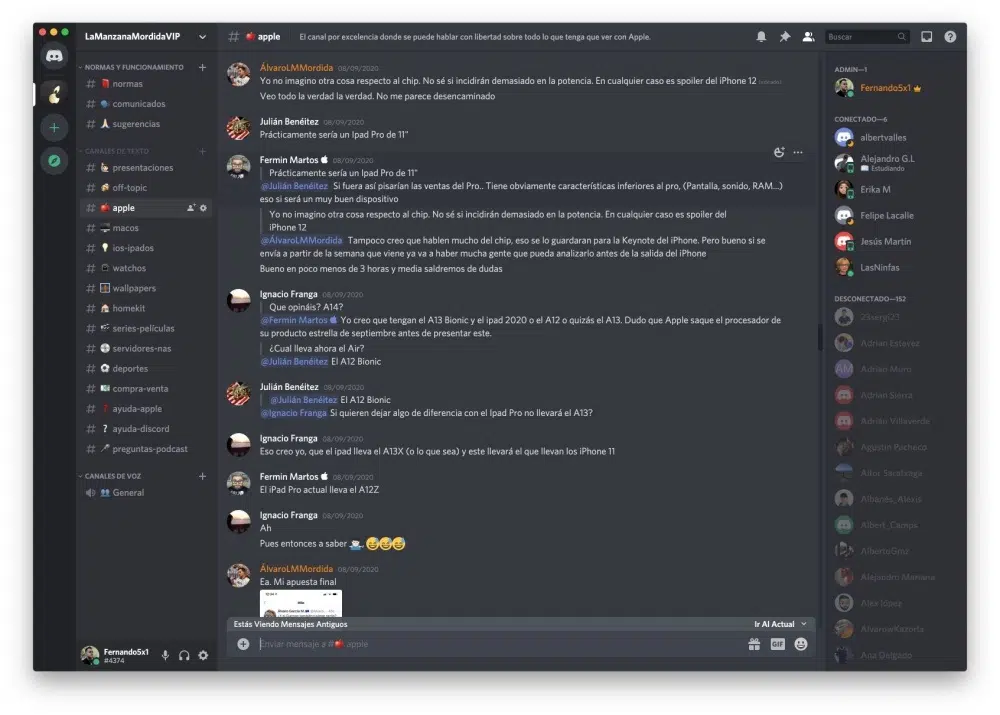 LaManzanaMordidaVIP
NORMAS Y FUNCIONAMIENTO
# normas
# comunicados
# sugerencias
CANALES DE TEXTO
# presentaciones
# off-topic
# apple
# macos
# ios-ipados
# watchos
# wallpapers
# homekit
# series-películas
# servidores-nas
# deportes
# compra-venta
# ayuda-apple
# ayuda-discord
# preguntas-podcast
CANALES DE VOZ
General
Fernando5x1
#4374
# apple El canal por excelencia donde se puede hablar con libertad sobre todo lo que tenga que ver con Apple.
Buscar
ÁlvaroLMMordida 08/09/2020
Yo no imagino otra cosa respecto al chip. No sé si incidirán demasiado en la potencia. En cualquier caso es spoiler del iPhone 12 (editado)
Veo todo la verdad la verdad. No me parece desencaminado
Julián Benéitez 08/09/2020
Prácticamente sería un Ipad Pro de 11"
Fermin Martos 08/09/2020
Prácticamente sería un Ipad Pro de 11"
@Julián Benéitez Si fuera así pisarían las ventas del Pro.. Tiene obviamente características inferiores al pro, (Pantalla, sonido, RAM...)
eso si será un muy buen dispositivo
Yo no imagino otra cosa respecto al chip. No sé si incidirán demasiado en la potencia. En cualquier caso es spoiler del
iPhone 12
@ÁlvaroLMMordida Tampoco creo que hablen mucho del chip, eso se lo guardaran para la Keynote del iPhone. Pero bueno si se
envía a partir de la semana que viene ya va a haber mucha gente que pueda analizarlo antes de la salida del iPhone
Bueno en poco menos de 3 horas y media saldremos de dudas
Ignacio Franga 08/09/2020
Que opináis? A14?
@Fermin Martos Yo creo que tengan el A13 Bionic y el ipad 2020 o el A12 o quizás el A13. Dudo que Apple saque el procesador de
su producto estrella de septiembre antes de presentar este.
¿Cual lleva ahora el Air?
@Julián Benéitez El A12 Bionic
Julián Benéitez 08/09/2020
@Julián Benéitez El A12 Bionic
@Ignacio Franga Si quieren dejar algo de diferencia con el Ipad Pro no llevará el A13?
Ignacio Franga 08/09/2020
Eso creo yo, que el ipad lleva el A13X (o lo que sea) y este llevará el que llevan los iPhone 11
Fermin Martos 08/09/2020
El iPad Pro actual lleva el A12Z
Ignacio Franga 08/09/2020
Ah
Pues entonces a saber
ÁlvaroLMMordida 08/09/2020
Ea. Mi apuesta final
Estás Viendo Mensajes Antiguos
Ir Al Actual
Enviar mensaje a #apple
GIF
ADMIN—1
Fernando5x1
CONECTADO—6
albertvalles
Alejandro G.L
Estudiando
Erika M
Felipe Lacalle
Jesús Martín
LasNinfas
DESCONECTADO—152
Adrian Estevez
AM
Adrian Muro
Adrian Sierra
Adrian Villaverde
Agustín Pacheco
Albanés_Alexis
Albert_Camps
Alejandro Mariana
Alex López
AlvarowKazorla
Ana Delgado